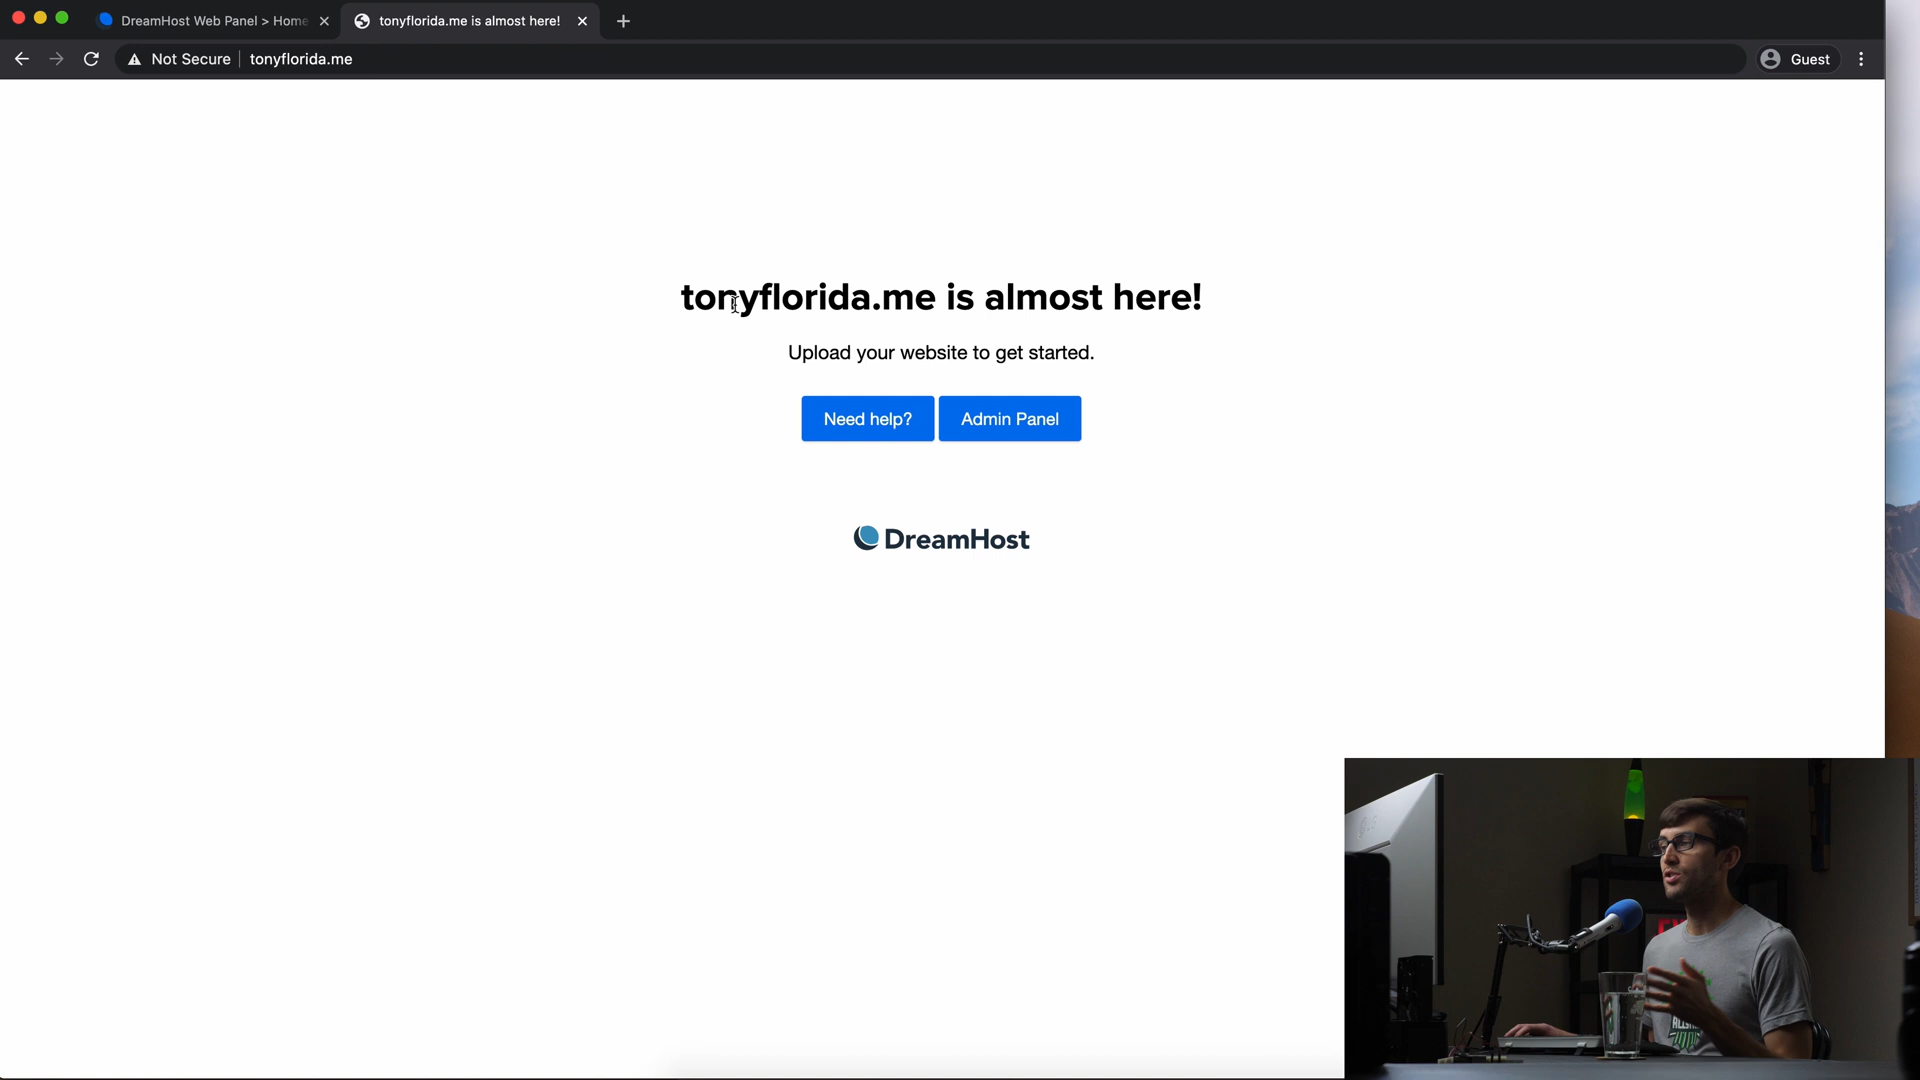 DreamHost Web Panel > Home
tonyflorida.me is almost here!
Not Secure
tonyflorida.me
Guest
tonyflorida.me is almost here!
Upload your website to get started.
Need help?
Admin Panel
DreamHost